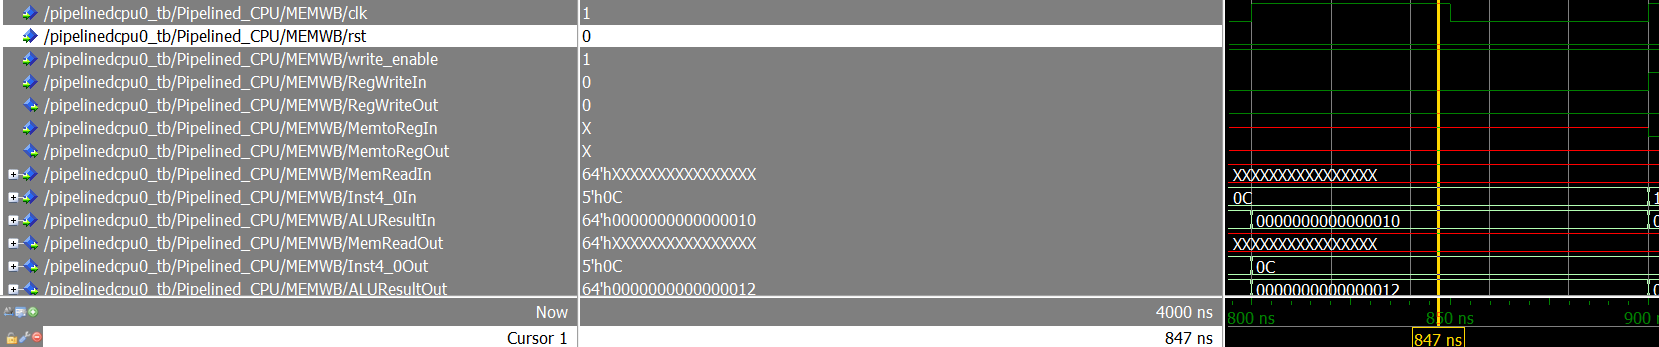 /pipelinedcpu0_tb/Pipelined_CPU/MEMWB/clk 1
/pipelinedcpu0_tb/Pipelined_CPU/MEMWB/rst 0
/pipelinedcpu0_tb/Pipelined_CPU/MEMWB/write_enable 1
/pipelinedcpu0_tb/Pipelined_CPU/MEMWB/RegWriteIn 0
/pipelinedcpu0_tb/Pipelined_CPU/MEMWB/RegWriteOut 0
/pipelinedcpu0_tb/Pipelined_CPU/MEMWB/MemtoRegIn X
/pipelinedcpu0_tb/Pipelined_CPU/MEMWB/MemtoRegOut X
/pipelinedcpu0_tb/Pipelined_CPU/MEMWB/MemReadIn 64'hXXXXXXXXXXXXXXXX XXXXXXXXXXXXXXXX
/pipelinedcpu0_tb/Pipelined_CPU/MEMWB/Inst4_0In 5'h0C 0C 1
/pipelinedcpu0_tb/Pipelined_CPU/MEMWB/ALUResultIn 64'h0000000000000010 0000000000000010 0
/pipelinedcpu0_tb/Pipelined_CPU/MEMWB/MemReadOut 64'hXXXXXXXXXXXXXXXX XXXXXXXXXXXXXXXX
/pipelinedcpu0_tb/Pipelined_CPU/MEMWB/Inst4_0Out 5'h0C 0C
/pipelinedcpu0_tb/Pipelined_CPU/MEMWB/ALUResultOut 64'h0000000000000012 0000000000000012 0
Now 4000 ns 800 ns 850 ns 900
Cursor 1 847 ns 847 ns